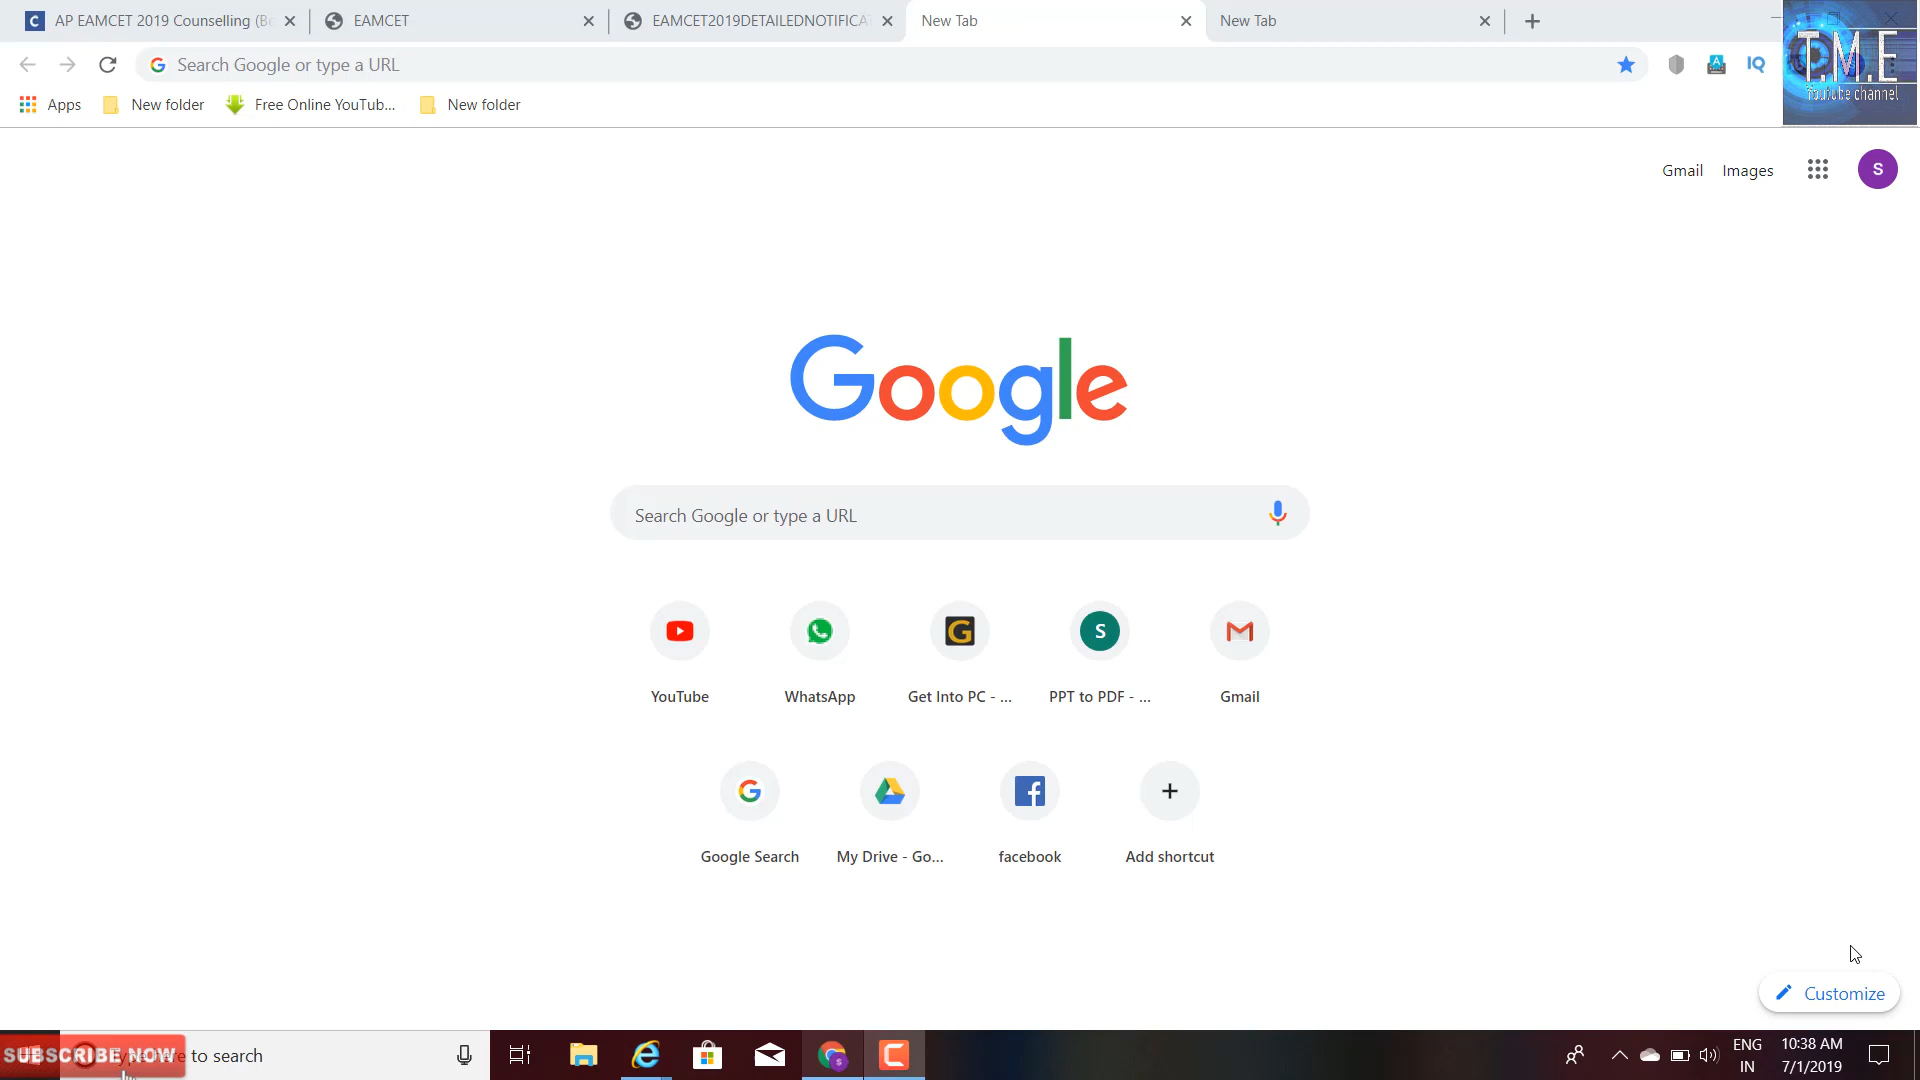 AP EAMCET 2019 Counselling (Bo
EAMCET
EAMCET2019DETAILEDNOTIFICA
New Tab
New Tab
Search Google or type a URL
IQ
T.M.E
Youtube channel
Apps
New folder
Free Online YouTub...
New folder
Gmail
Images
S
Google
Search Google or type a URL
YouTube
WhatsApp
Get Into PC - ...
S
PPT to PDF - ...
Gmail
Google Search
My Drive - Go...
facebook
Add shortcut
Customize
SUBSCRIBE NOW
to search
ENG
IN
10:38 AM
7/1/2019